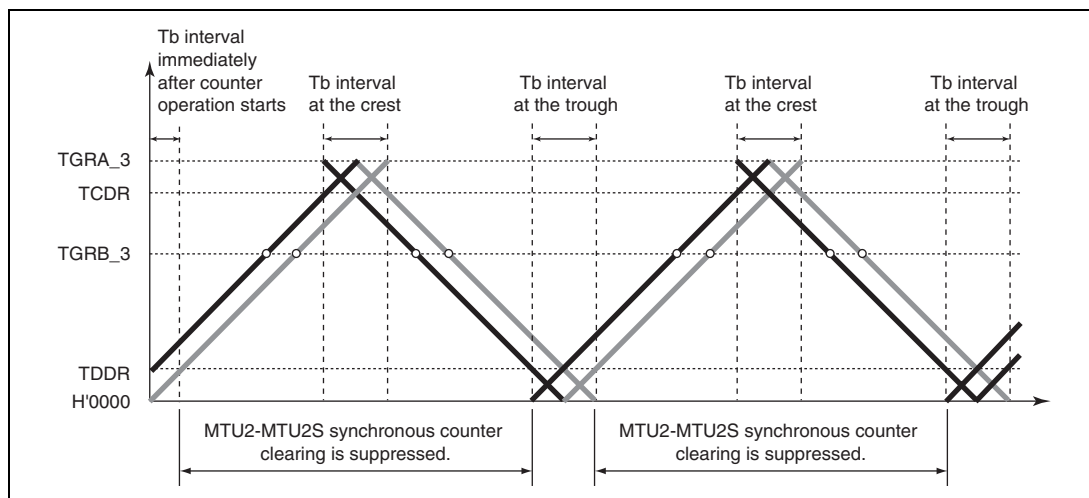 Tb interval
immediately
after counter
operation starts
Tb interval
at the crest
Tb interval
at the trough
Tb interval
at the crest
Tb interval
at the trough
TGRA_3
TCDR
TGRB_3
TDDR
H'0000
MTU2-MTU2S synchronous counter
clearing is suppressed.
MTU2-MTU2S synchronous counter
clearing is suppressed.